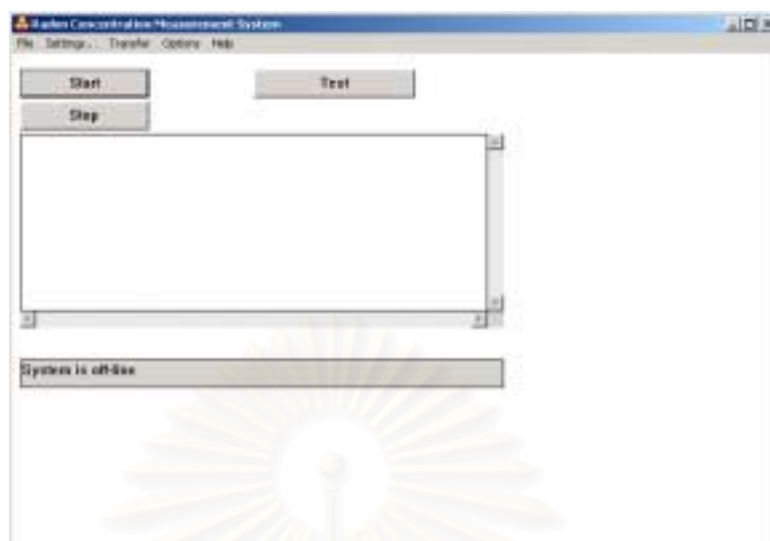 Radon Concentration Measurement System
File Settings... Transfer Options Help
Start
Test
Stop
System is off-line